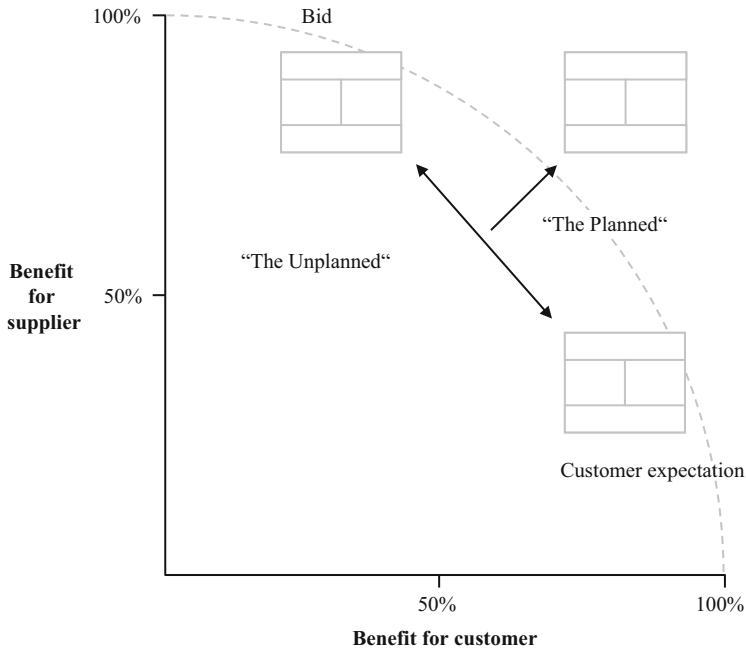 Bid
100%
“The Planned“
“The Unplanned“
Benefit
for
supplier
50%
Customer expectation
50%
100%
Benefit for customer